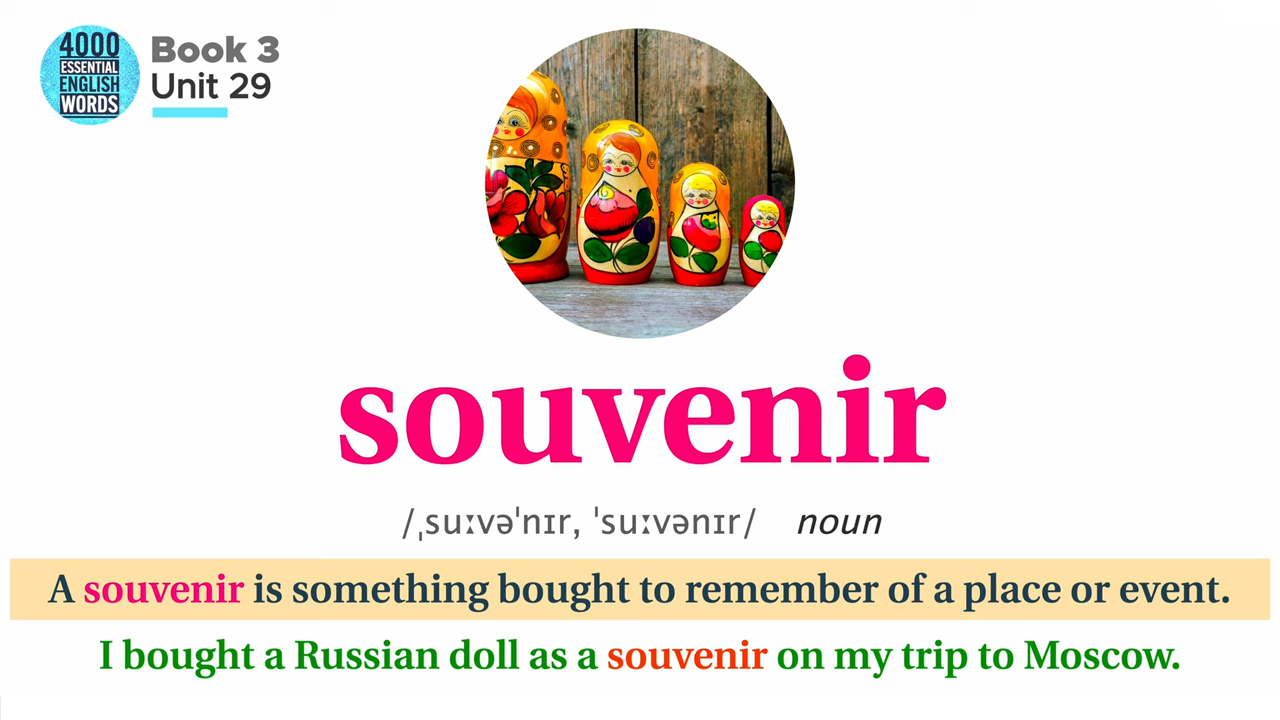 4000
ESSENTIAL
ENGLISH
WORDS
Book 3
Unit 29
souvenir
/ˌsuːvəˈnɪr, ˈsuːvənɪr/ noun
A souvenir is something bought to remember of a place or event.
I bought a Russian doll as a souvenir on my trip to Moscow.